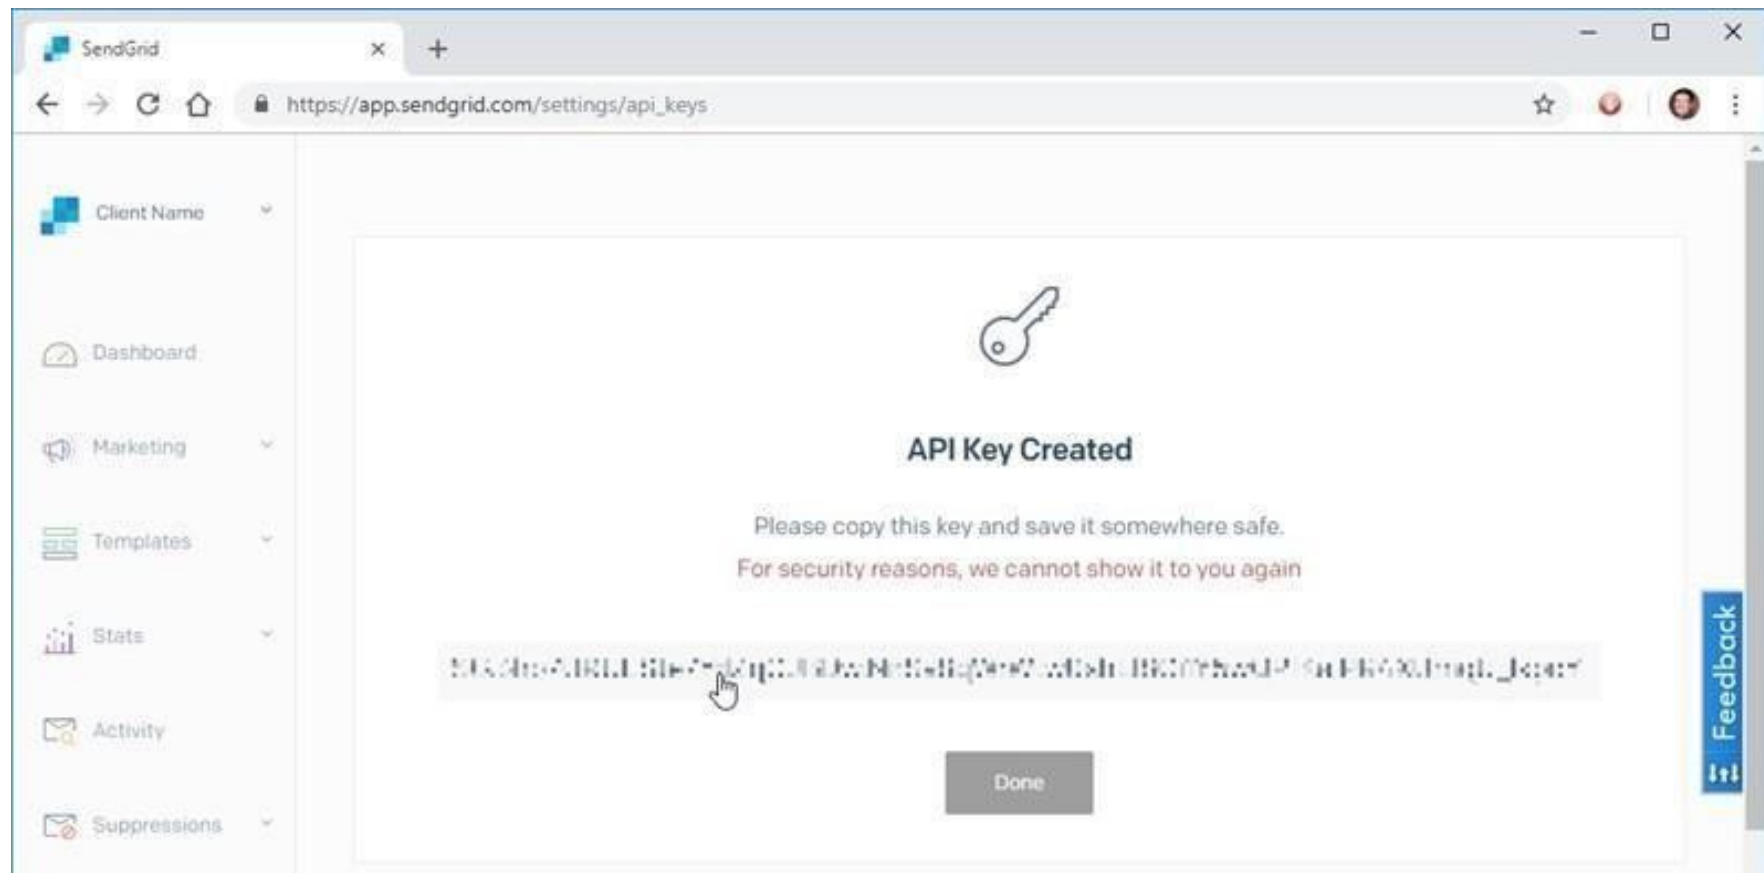 SendGrid
https://app.sendgrid.com/settings/api_keys
Client Name
Dashboard
Marketing
Templates
Stats
Activity
Suppressions
API Key Created
Please copy this key and save it somewhere safe.
For security reasons, we cannot show it to you again
Done
Feedback